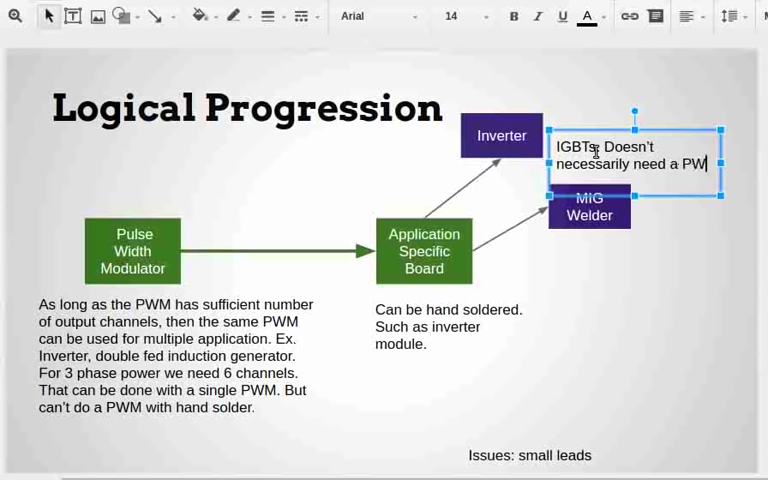 Arial
14
B I U A
Logical Progression
Inverter
IGBTs: Doesn't
necessarily need a PW
MIG
Welder
Pulse
Width
Modulator
Application
Specific
Board
As long as the PWM has sufficient number
of output channels, then the same PWM
can be used for multiple application. Ex.
Inverter, double fed induction generator.
For 3 phase power we need 6 channels.
That can be done with a single PWM. But
can't do a PWM with hand solder.
Can be hand soldered.
Such as inverter
module.
Issues: small leads